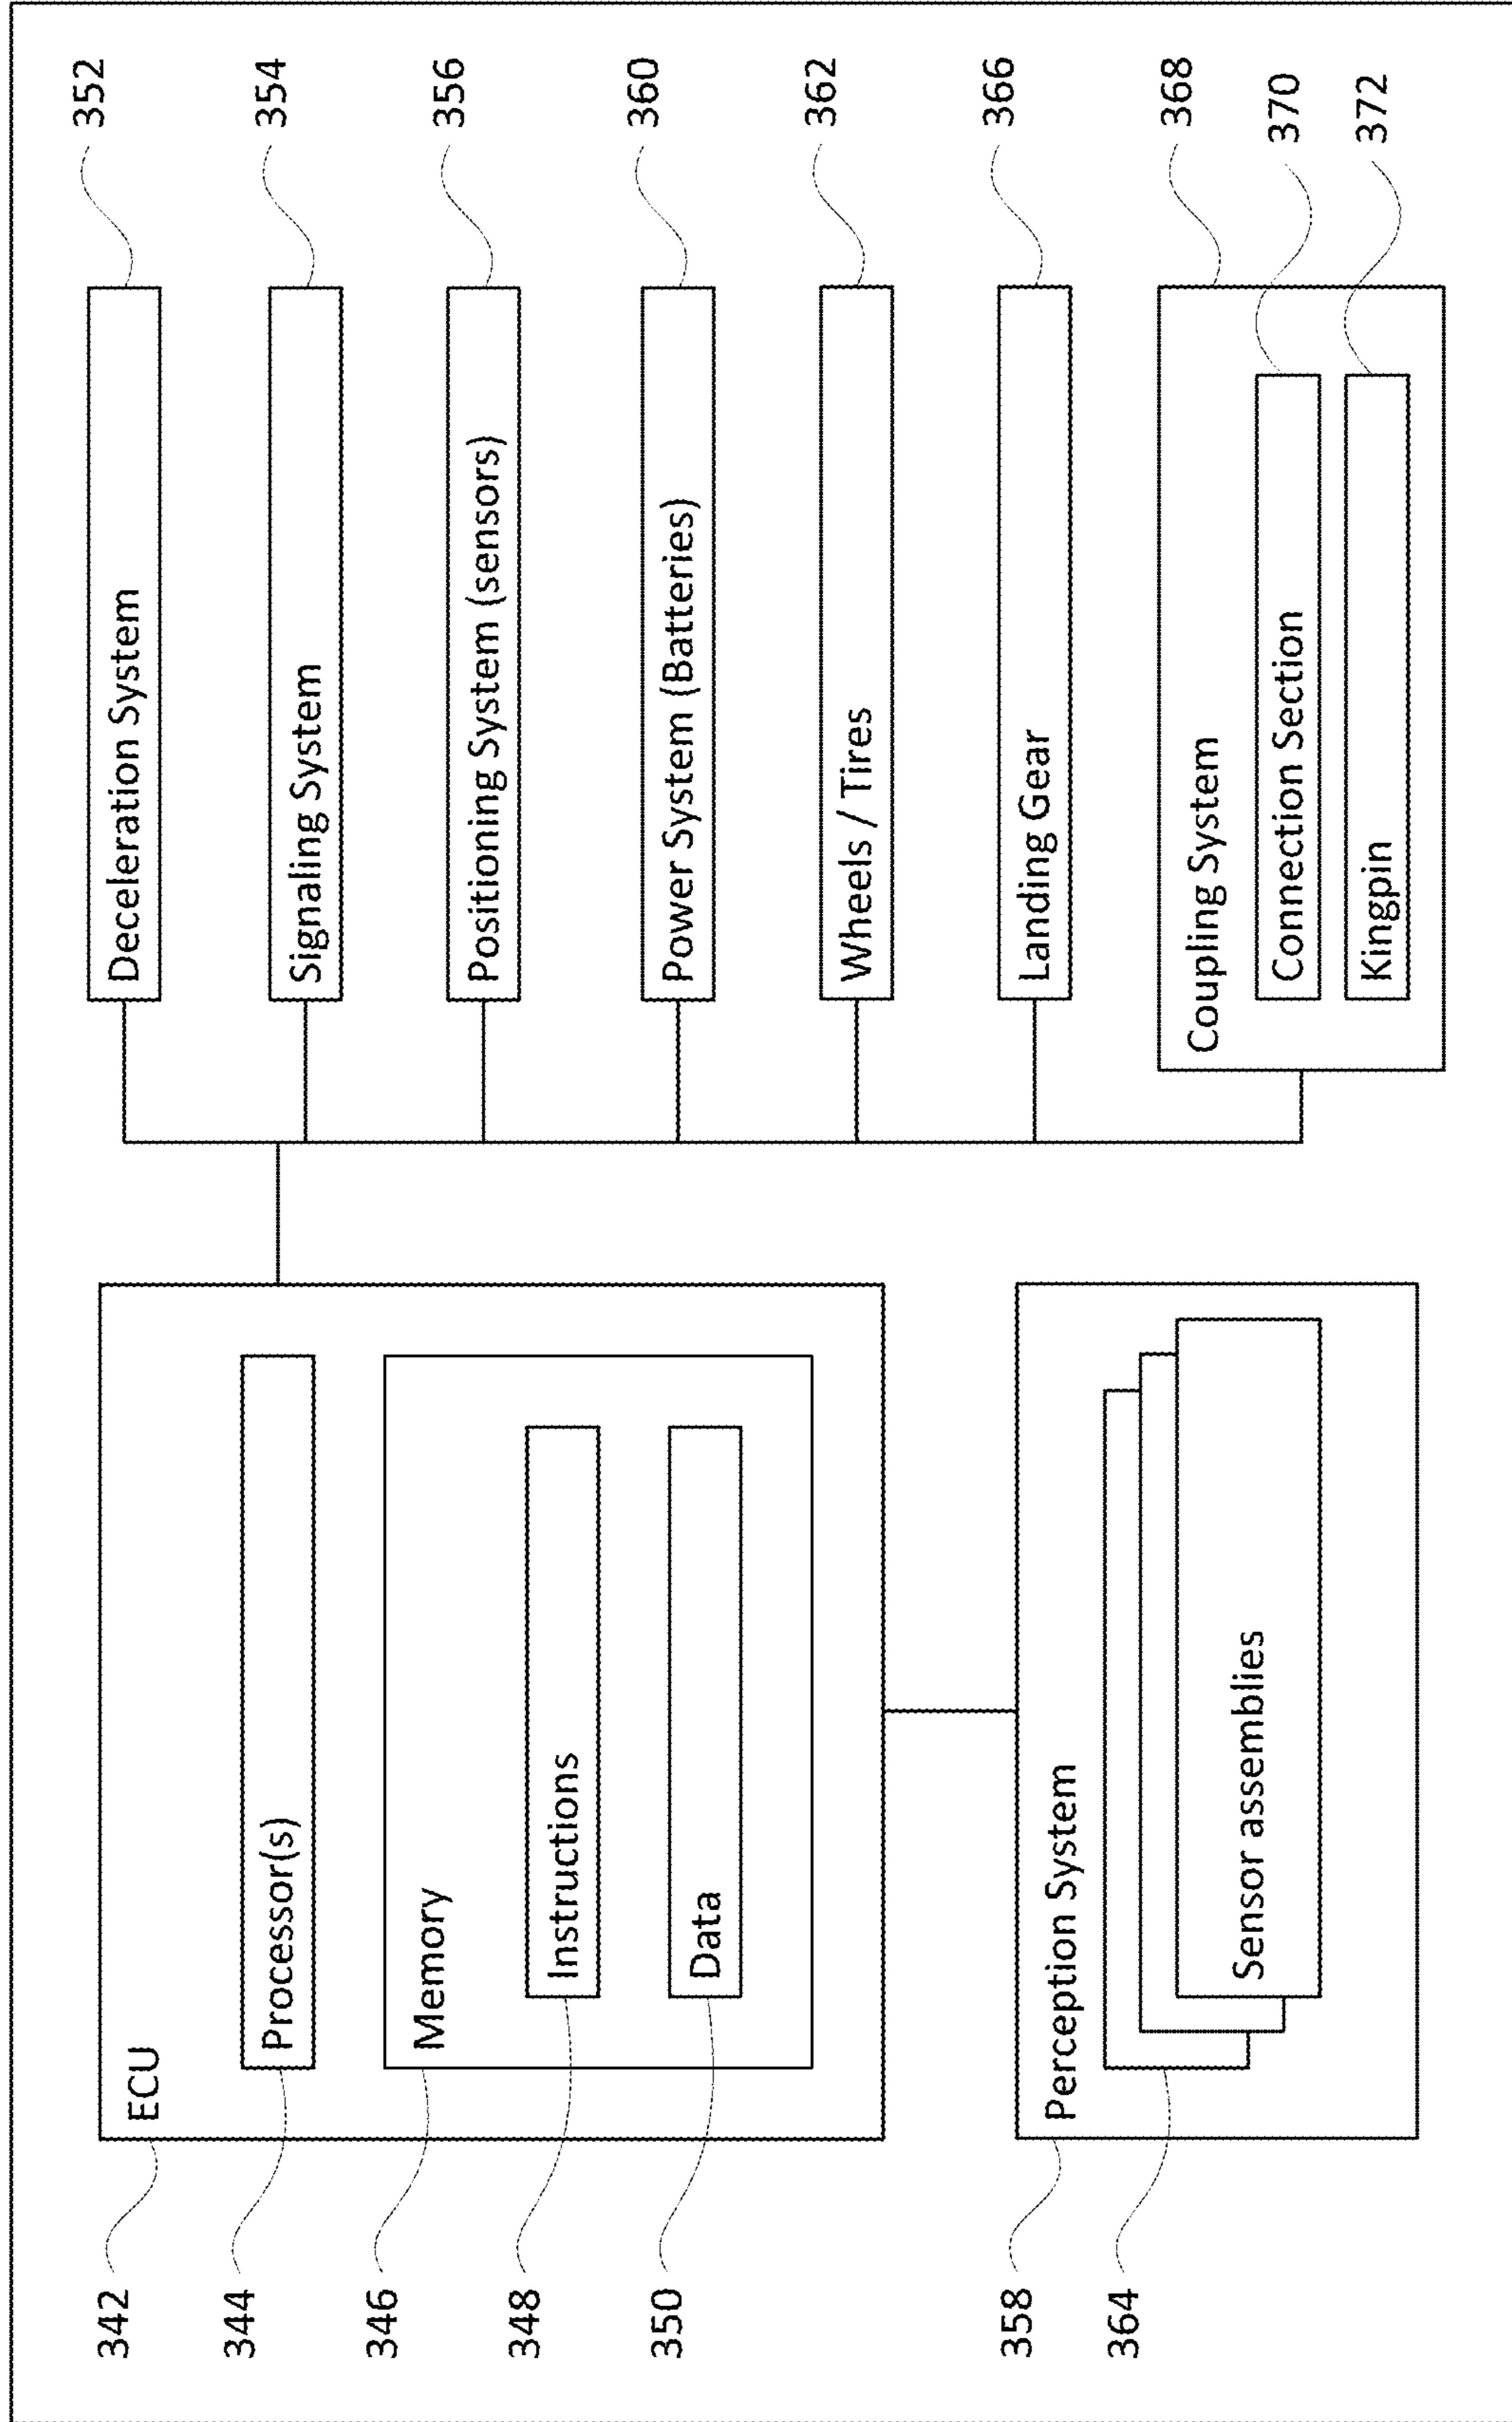 342
ECU
344
Processor(s)
346
Memory
348
Instructions
350
Data
358
Perception System
364
Sensor assemblies
Deceleration System
352
Signaling System
354
Positioning System (sensors)
356
Power System (Batteries)
360
Wheels / Tires
362
Landing Gear
366
Coupling System
368
Connection Section
370
Kingpin
372